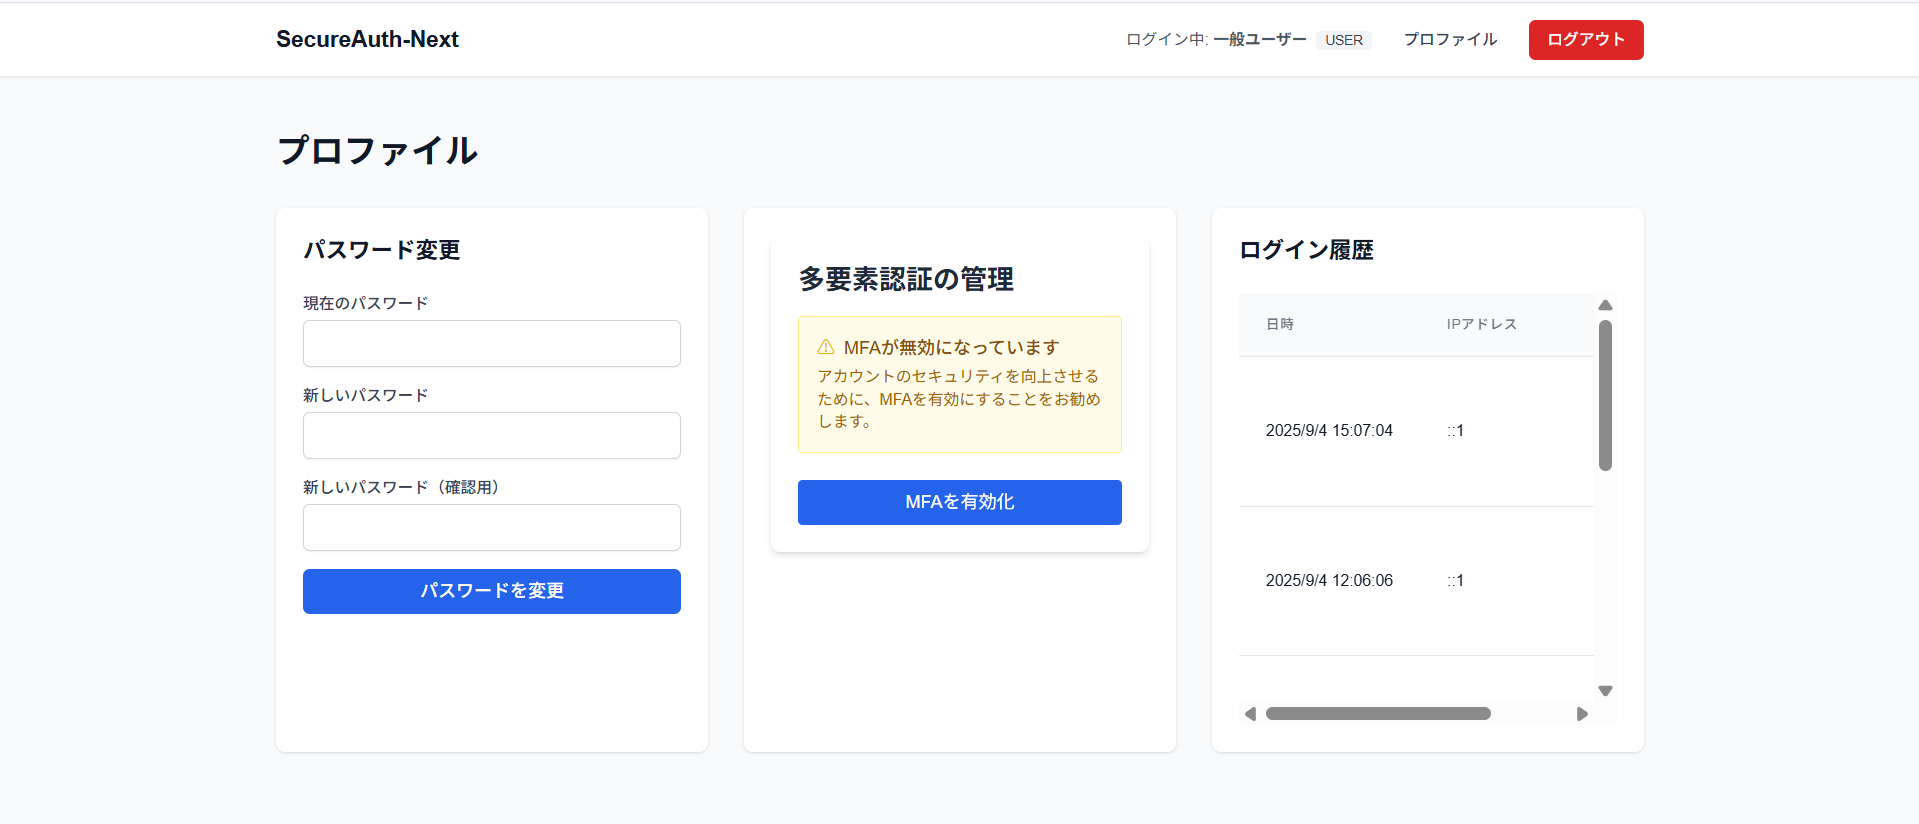 SecureAuth-Next
ログイン中: 一般ユーザー USER プロファイル ログアウト
プロファイル
パスワード変更
現在のパスワード
新しいパスワード
新しいパスワード（確認用）
パスワードを変更
多要素認証の管理
MFAが無効になっています
アカウントのセキュリティを向上させる
ために、MFAを有効にすることをお勧め
します。
MFAを有効化
ログイン履歴
日時 IPアドレス
2025/9/4 15:07:04 ::1
2025/9/4 12:06:06 ::1